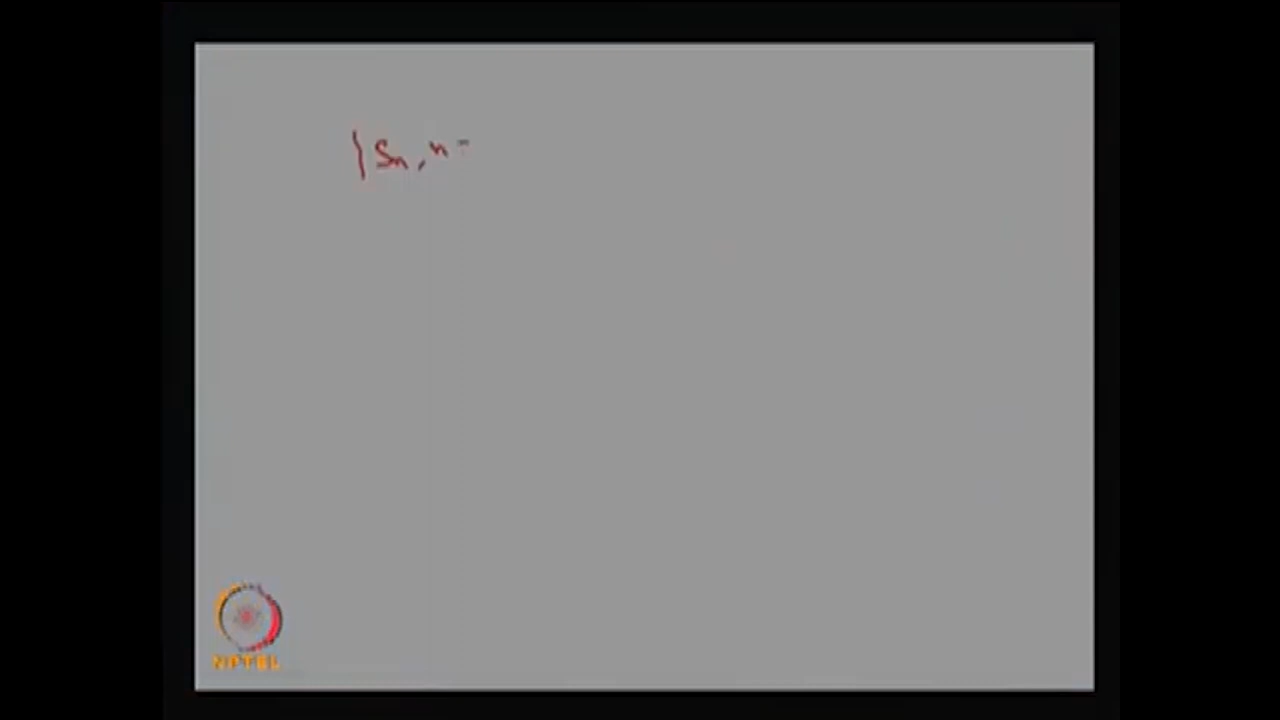 { Sn, n =
NPTEL